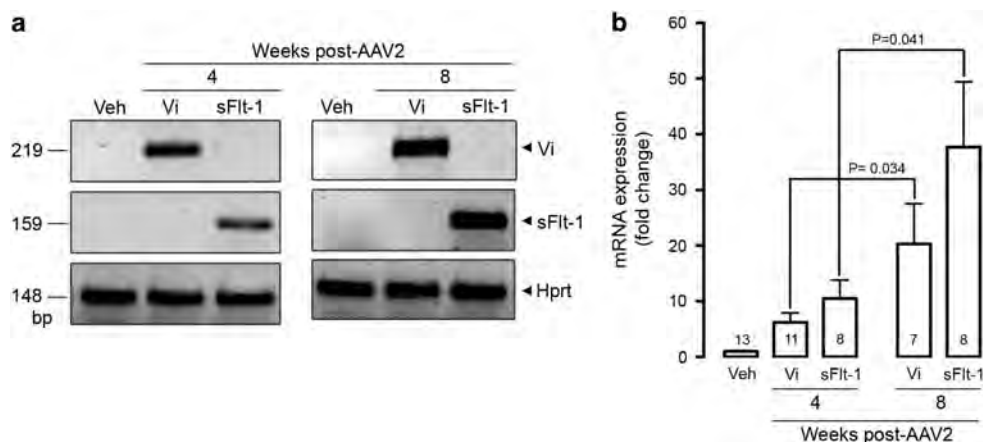 a
Weeks post-AAV2
4
8
Veh Vi sFlt-1
Veh Vi sFlt-1
219
Vi
159
sFlt-1
148
Hprt
bp
b
mRNA expression
(fold change)
60
50
40
30
20
10
0
P=0.041
P= 0.034
13
11
8
7
8
Veh Vi sFlt-1 Vi sFlt-1
4 8
Weeks post-AAV2